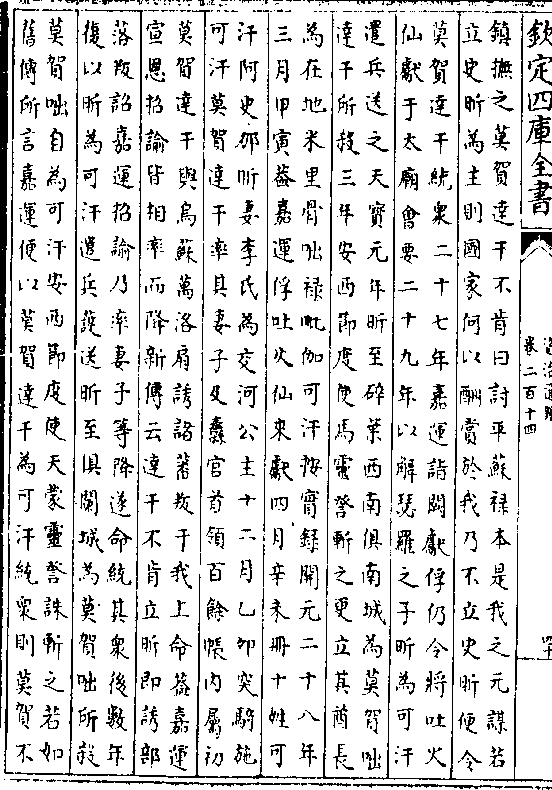 欽定四庫全書
資治通鑑
卷二百十四
鎮撫之莫賀達干不肯曰討平蘇禄本是我之元謀若
立史昕為主則國家何以酬賞於我乃不立史昕便令
莫賀達干統衆二十七年嘉運詣闕獻俘仍令將吐火
仙獻于太廟會要二十九年以解瑟羅之子昕為可汗
遣兵送之天寶元年昕至碎葉西南俱南城為莫賀咄
達干所殺三年安西節度使馬靈詧斬之更立其酋長
為在地米里骨咄禄毗伽可汗按實録開元二十八年
三月甲寅葢嘉運俘吐火仙來獻四月辛未冊十姓可
汗阿史那昕妻李氏為交河公主十二月乙卯突騎施
可汗莫賀達干率其妻子及纛官首領百餘帳内屬初
莫賀達干與烏蘇萬洛扇誘諸蕃叛于我上命葢嘉運
宣恩招諭皆相率而降新傳云達干不肯立昕即誘部
落叛詔嘉運招諭乃率妻子等降遂命統其衆後數年
復以昕為可汗遣兵護送昕至俱蘭城為莫賀咄所殺
莫賀咄自為可汗安西節度使天蒙靈詧誅斬之若如
舊傳所言嘉運便以莫賀達干為可汗統衆則莫賀不